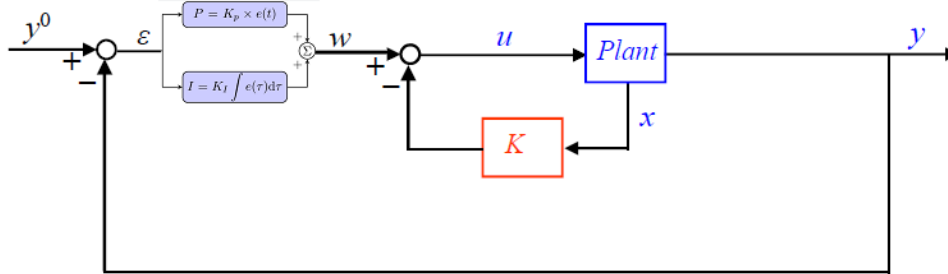 y⁰
+
−
ε
P = K_p × e(t)
I = K_I ∫ e(τ)dτ
+
Σ
+
w
+
−
u
Plant
y
x
K